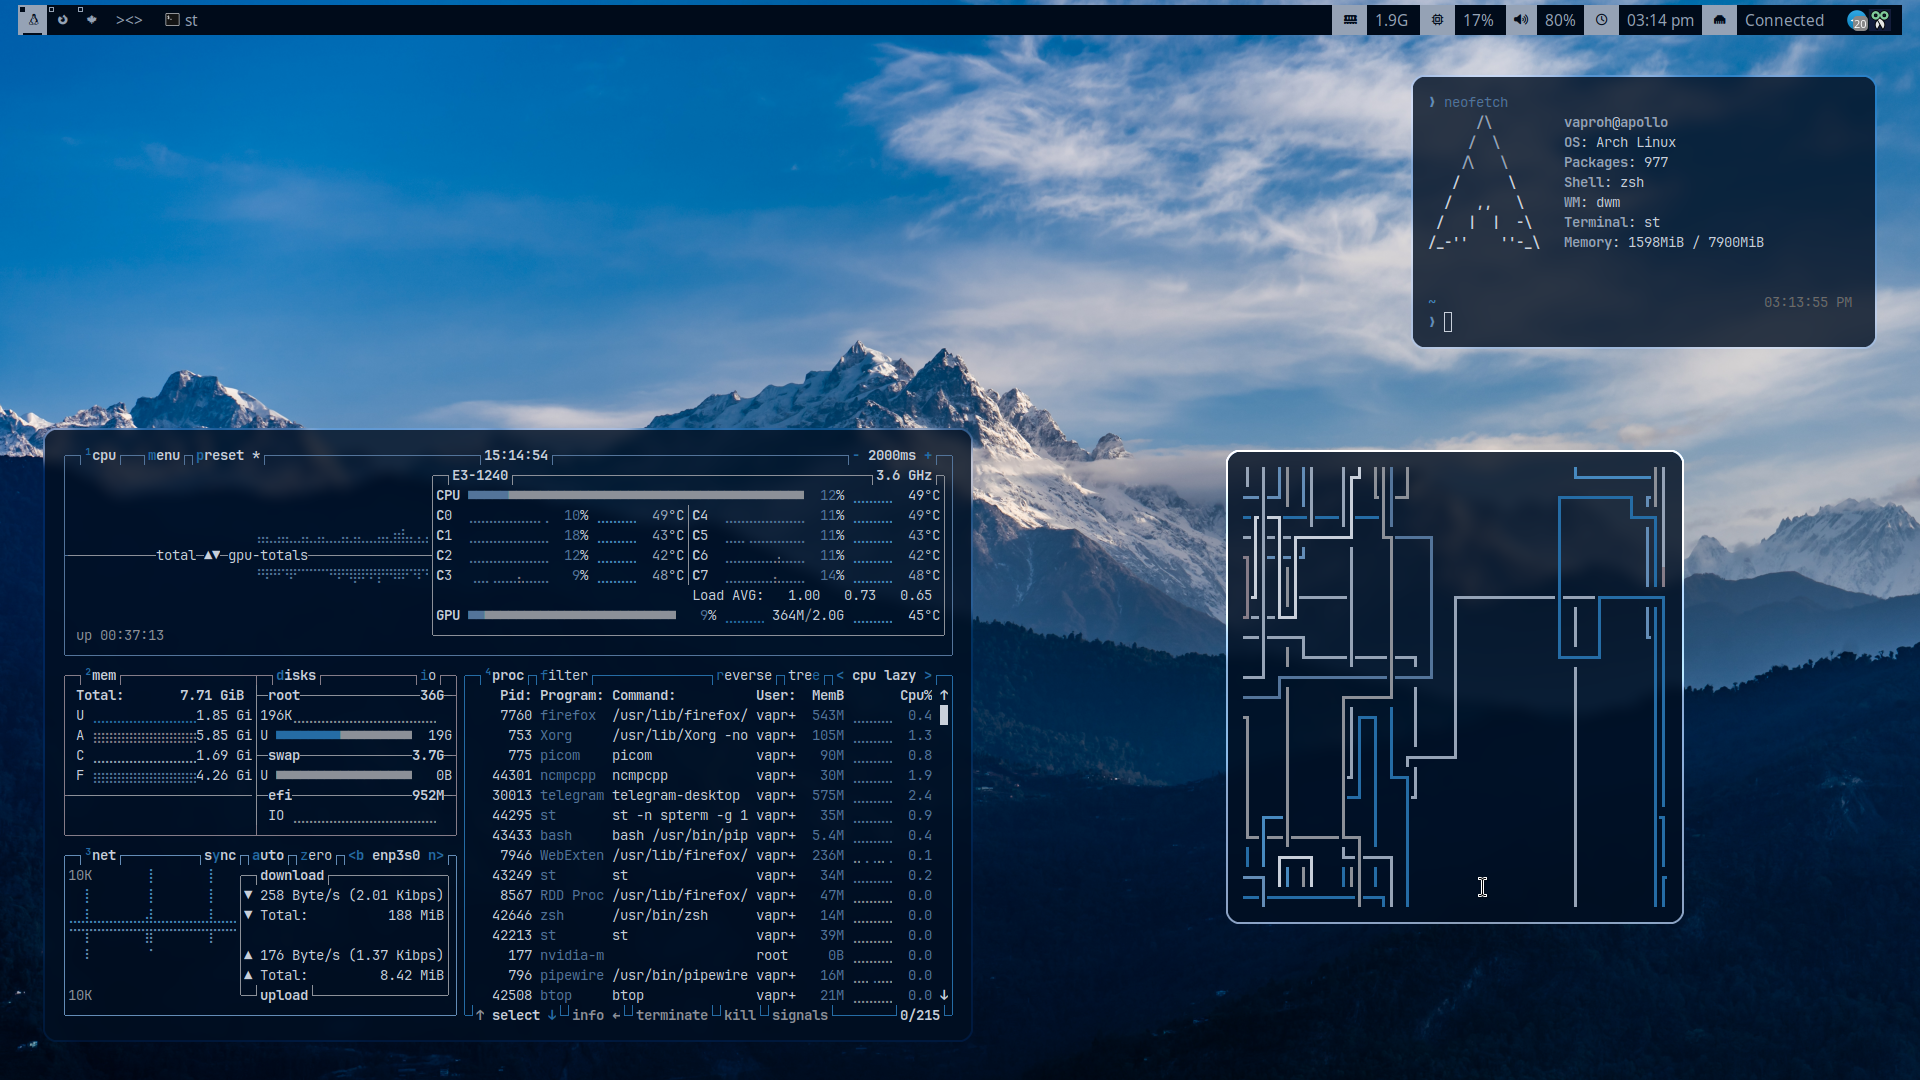 ><> st 1.9G 17% 80% 03:14 pm Connected 20
❱ neofetch
vaproh@apollo
OS: Arch Linux
Packages: 977
Shell: zsh
WM: dwm
Terminal: st
Memory: 1598MiB / 7900MiB
~ 03:13:55 PM
❱
¹cpu menu preset * 15:14:54 - 2000ms +
E3-1240 3.6 GHz
CPU 12% 49°C
C0 10% 49°C C4 11% 49°C
C1 18% 43°C C5 11% 43°C
C2 12% 42°C C6 11% 42°C
C3 9% 48°C C7 14% 48°C
total ▲▼ gpu-totals
Load AVG: 1.00 0.73 0.65
GPU 9% 364M/2.0G 45°C
up 00:37:13
²mem disks io
Total: 7.71 GiB root 36G
U 1.85 Gi 196K
A 5.85 Gi U 19G
C 1.69 Gi swap 3.7G
F 4.26 Gi U 0B
efi 952M
IO
³net sync auto zero <b enp3s0 n>
10K download
▼ 258 Byte/s (2.01 Kibps)
▼ Total: 188 MiB
▲ 176 Byte/s (1.37 Kibps)
▲ Total: 8.42 MiB
10K upload
⁴proc filter reverse tree < cpu lazy >
Pid: Program: Command: User: MemB Cpu% ↑
7760 firefox /usr/lib/firefox/ vapr+ 543M 0.4
753 Xorg /usr/lib/Xorg -no vapr+ 105M 1.3
775 picom picom vapr+ 90M 0.8
44301 ncmpcpp ncmpcpp vapr+ 30M 1.9
30013 telegram telegram-desktop vapr+ 575M 2.4
44295 st st -n spterm -g 1 vapr+ 35M 0.9
43433 bash bash /usr/bin/pip vapr+ 5.4M 0.4
7946 WebExten /usr/lib/firefox/ vapr+ 236M 0.1
43249 st st vapr+ 34M 0.2
8567 RDD Proc /usr/lib/firefox/ vapr+ 47M 0.0
42646 zsh /usr/bin/zsh vapr+ 14M 0.0
42213 st st vapr+ 39M 0.0
177 nvidia-m root 0B 0.0
796 pipewire /usr/bin/pipewire vapr+ 16M 0.0
42508 btop btop vapr+ 21M 0.0 ↓
↑ select ↓ info ← terminate kill signals 0/215